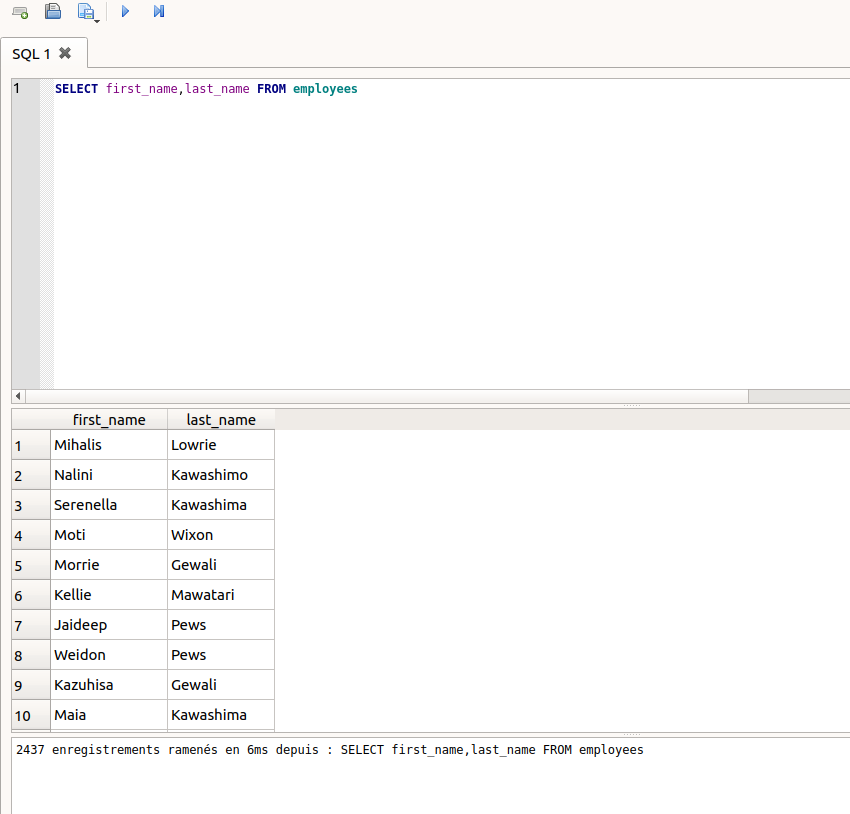 SQL 1
1 SELECT first_name,last_name FROM employees
first_name last_name
1 Mihalis Lowrie
2 Nalini Kawashimo
3 Serenella Kawashima
4 Moti Wixon
5 Morrie Gewali
6 Kellie Mawatari
7 Jaideep Pews
8 Weidon Pews
9 Kazuhisa Gewali
10 Maia Kawashima
2437 enregistrements ramenés en 6ms depuis : SELECT first_name,last_name FROM employees